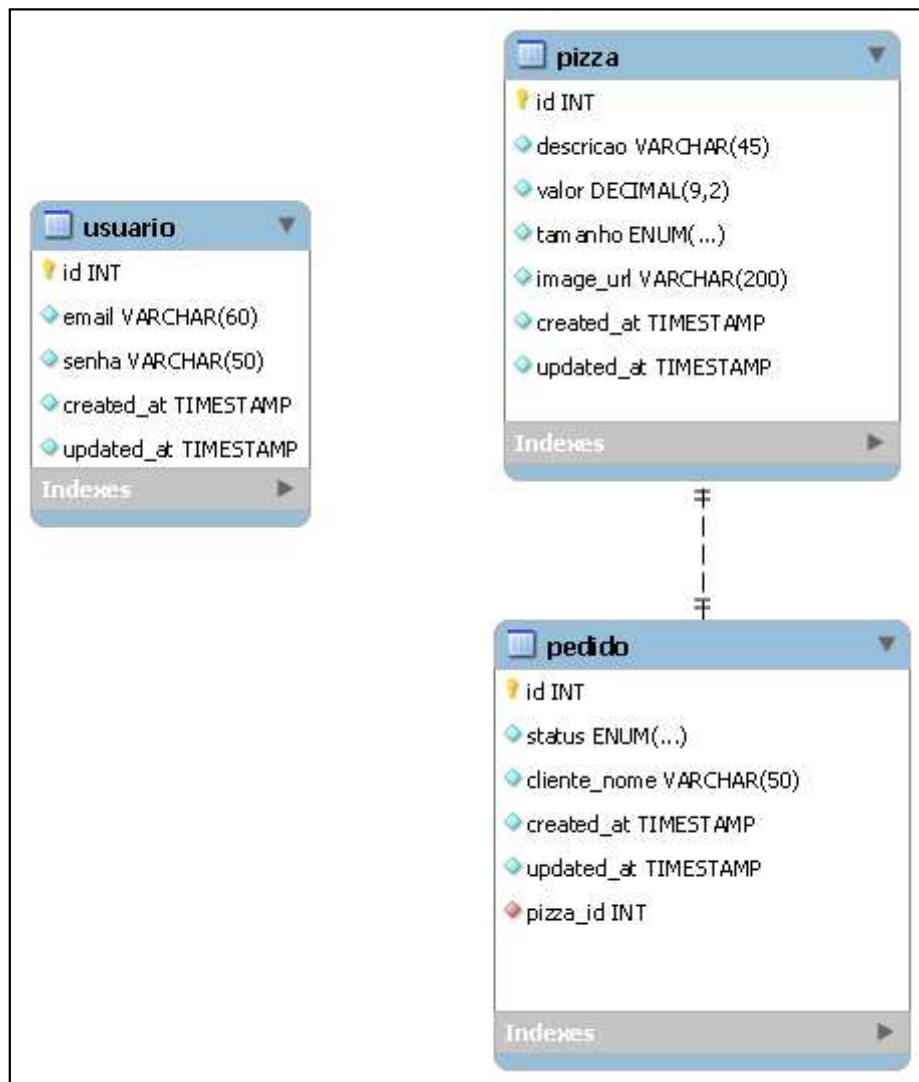 usuario
id INT
email VARCHAR(60)
senha VARCHAR(50)
created_at TIMESTAMP
updated_at TIMESTAMP
Indexes
pizza
id INT
descricao VARCHAR(45)
valor DECIMAL(9,2)
tamanho ENUM(...)
image_url VARCHAR(200)
created_at TIMESTAMP
updated_at TIMESTAMP
Indexes
pedido
id INT
status ENUM(...)
cliente_nome VARCHAR(50)
created_at TIMESTAMP
updated_at TIMESTAMP
pizza_id INT
Indexes